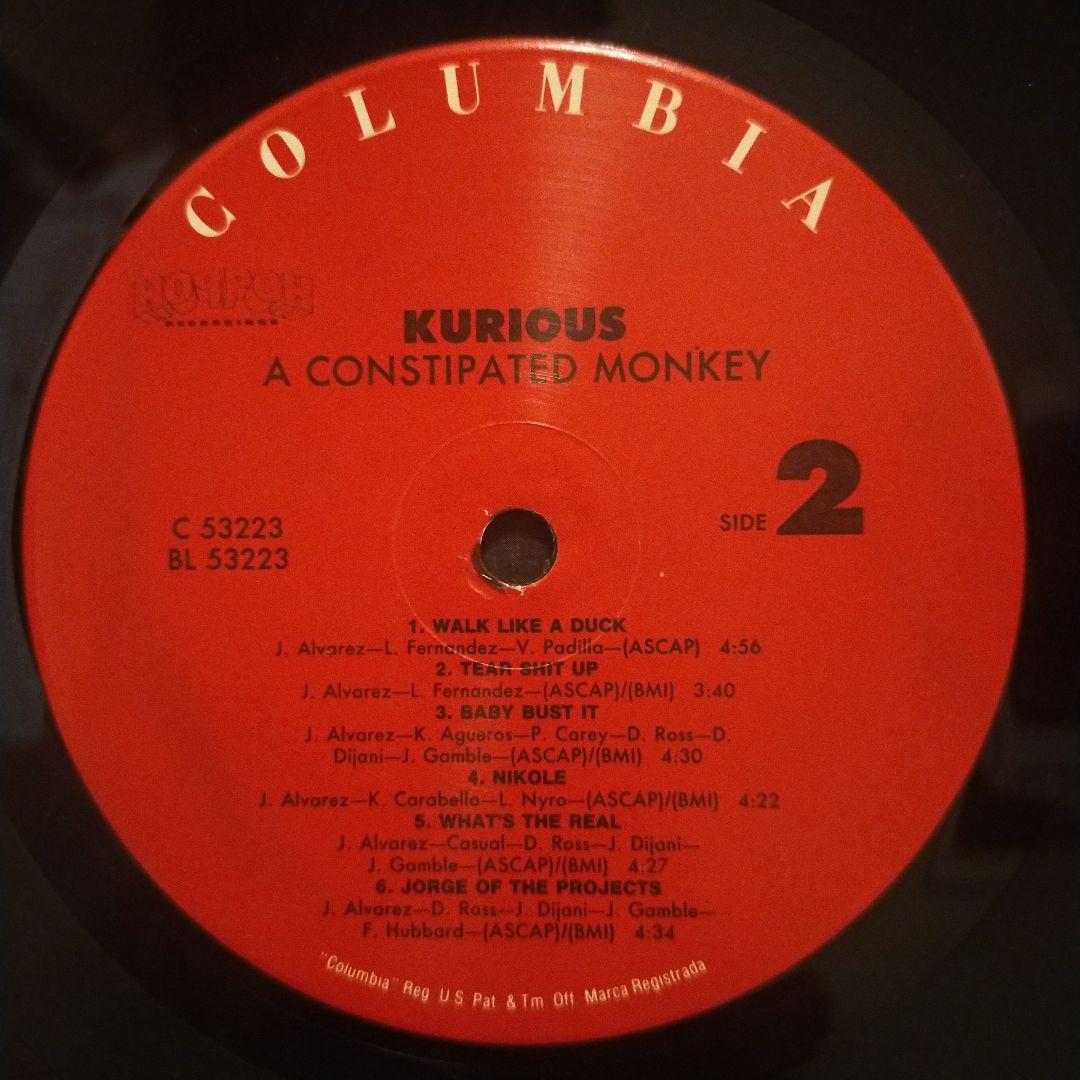 COLUMBIA
HOPPOH
RECORDINGS
KURIOUS
A CONSTIPATED MONKEY
C 53223
BL 53223
SIDE 2
1. WALK LIKE A DUCK
J. Alvarez—L. Fernandez—V. Padilla—(ASCAP) 4:56
2. TEAR SHIT UP
J. Alvarez—L. Fernandez—(ASCAP)/(BMI) 3:40
3. BABY BUST IT
J. Alvarez—K. Agueros—P. Carey—D. Ross—D.
Dijani—J. Gamble—(ASCAP)/(BMI) 4:30
4. NIKOLE
J. Alvarez—K. Carabello—L. Nyro—(ASCAP)/(BMI) 4:22
5. WHAT'S THE REAL
J. Alvarez—Casual—D. Ross—J. Dijani—
J. Gamble—(ASCAP)/(BMI) 4:27
6. JORGE OF THE PROJECTS
J. Alvarez—D. Ross—J. Dijani—J. Gamble—
F. Hubbard—(ASCAP)/(BMI) 4:34
"Columbia" Reg U S Pat & Tm Off Marca Registrada